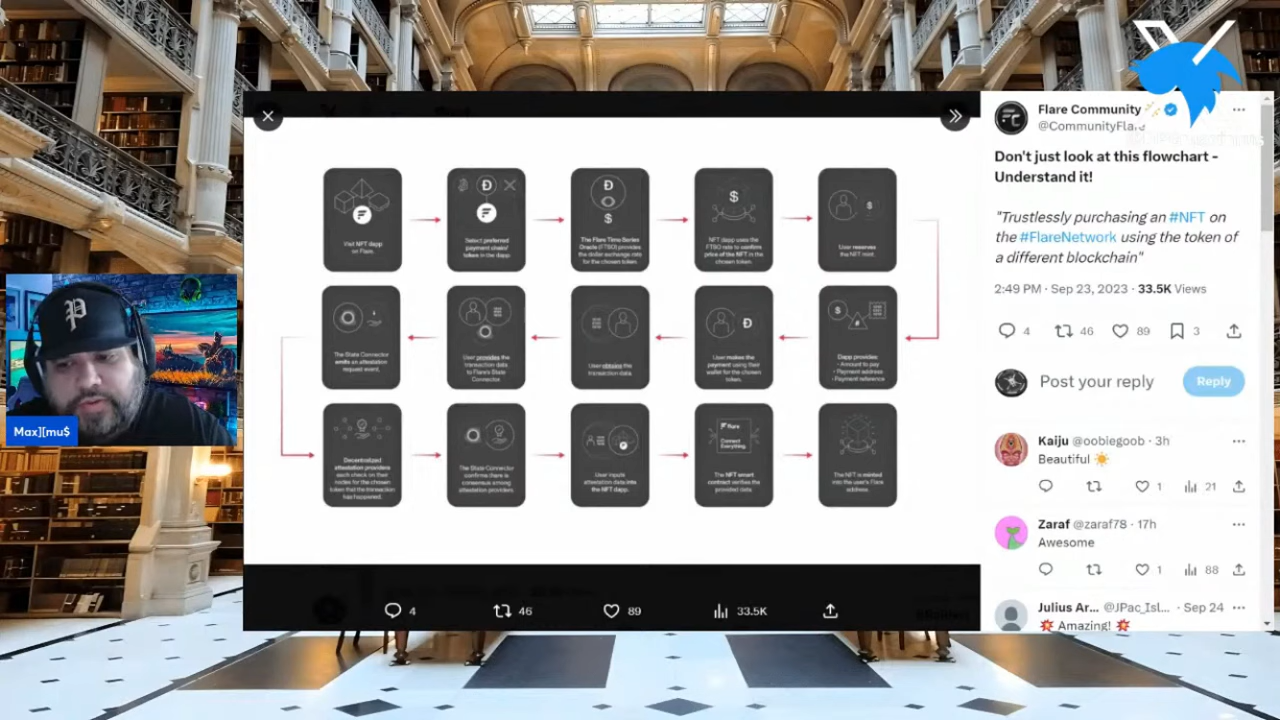 Visit NFT dapp
on Flare.
Select preferred
payment chain/
token in the dapp.
The Flare Time Series
Oracle (FTSO) provides
the dollar exchange rate
for the chosen token.
NFT dapp uses the
FTSO rate to confirm
price of the NFT in the
chosen token.
User reserves
the NFT mint.
The State Connector
emits an attestation
request event.
User provides the
transaction data
to Flare's State
Connector.
User obtains the
transaction data.
User makes the
payment using their
wallet for the chosen
token.
Dapp provides:
- Amount to pay
- Payment address
- Payment reference
Decentralized
attestation providers
each check on their
nodes for the chosen
token that the transaction
has happened.
The State Connector
confirms there is
consensus among
attestation providers
User inputs
attestation data into
the NFT dapp.
Flare
Connect
Everything.
The NFT smart
contract verifies the
provided data.
The NFT is minted
into the user's Flare
address.
4 46 89 33.5K
Max][mu$
Flare Community
@CommunityFla
Don't just look at this flowchart -
Understand it!
"Trustlessly purchasing an #NFT on
the #FlareNetwork using the token of
a different blockchain"
2:49 PM · Sep 23, 2023 · 33.5K Views
4 46 89 3
Post your reply Reply
Kaiju @ooblegoob · 3h
Beautiful
1 21
Zaraf @zaraf78 · 17h
Awesome
1 88
Julius Ar... @JPac_Isl... · Sep 24
Amazing!